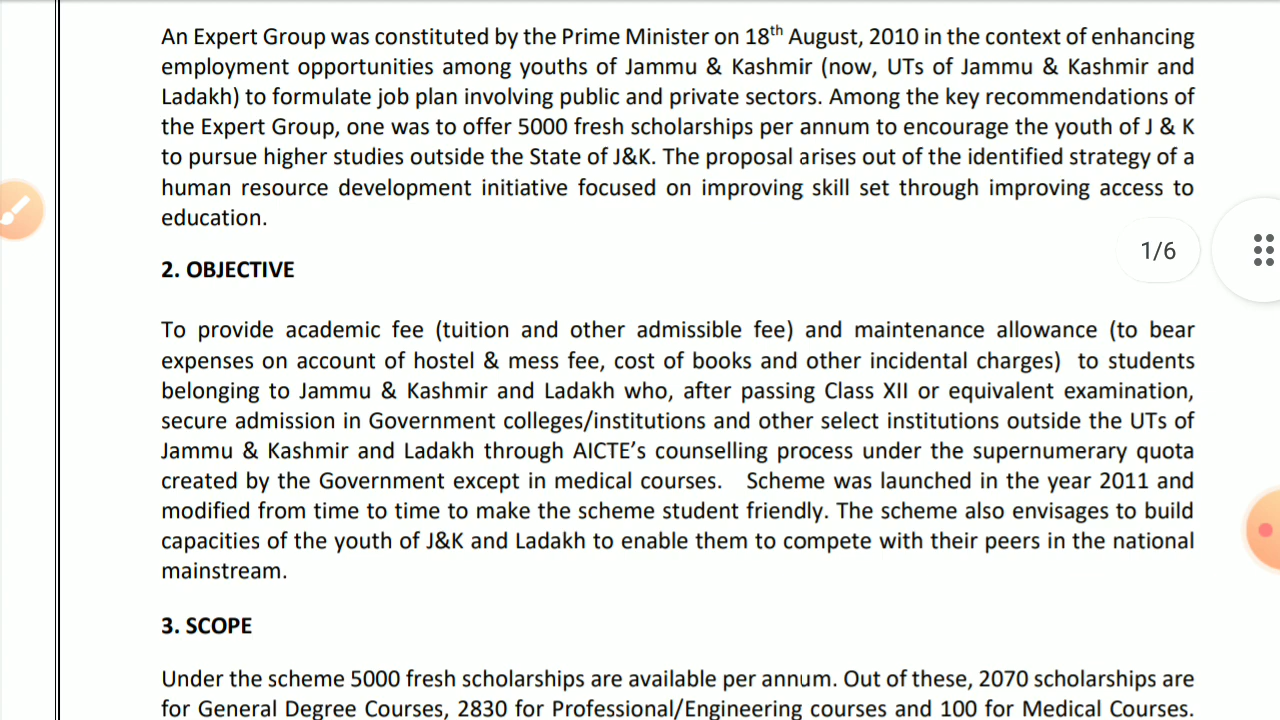 An Expert Group was constituted by the Prime Minister on 18th August, 2010 in the context of enhancing
employment opportunities among youths of Jammu & Kashmir (now, UTs of Jammu & Kashmir and
Ladakh) to formulate job plan involving public and private sectors. Among the key recommendations of
the Expert Group, one was to offer 5000 fresh scholarships per annum to encourage the youth of J & K
to pursue higher studies outside the State of J&K. The proposal arises out of the identified strategy of a
human resource development initiative focused on improving skill set through improving access to
education.
1/6
2. OBJECTIVE
To provide academic fee (tuition and other admissible fee) and maintenance allowance (to bear
expenses on account of hostel & mess fee, cost of books and other incidental charges) to students
belonging to Jammu & Kashmir and Ladakh who, after passing Class XII or equivalent examination,
secure admission in Government colleges/institutions and other select institutions outside the UTs of
Jammu & Kashmir and Ladakh through AICTE’s counselling process under the supernumerary quota
created by the Government except in medical courses. Scheme was launched in the year 2011 and
modified from time to time to make the scheme student friendly. The scheme also envisages to build
capacities of the youth of J&K and Ladakh to enable them to compete with their peers in the national
mainstream.
3. SCOPE
Under the scheme 5000 fresh scholarships are available per annum. Out of these, 2070 scholarships are
for General Degree Courses, 2830 for Professional/Engineering courses and 100 for Medical Courses.